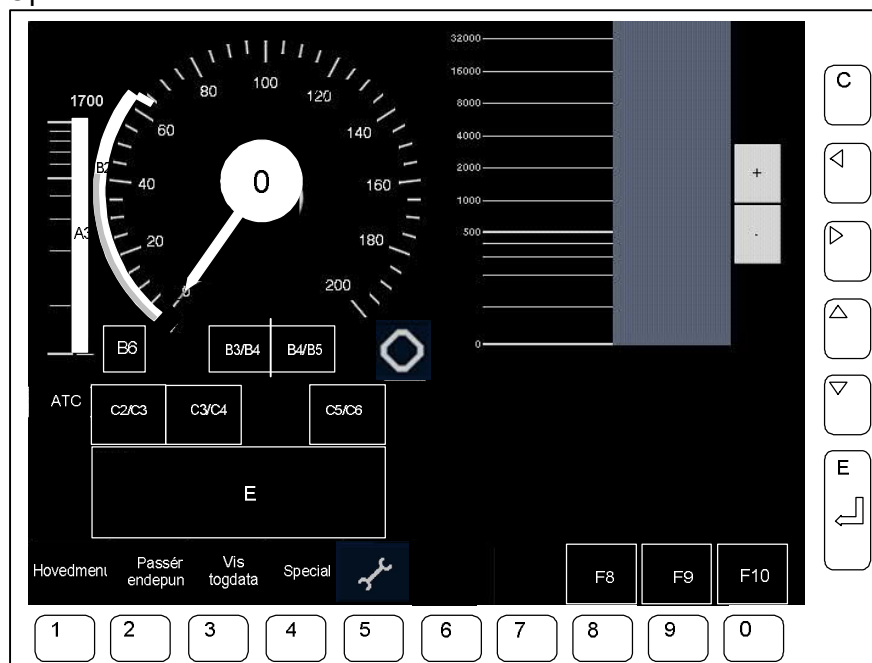 1700
A3
B2
0
20
40
60
80
100
120
140
160
180
200
0
B6
B3/B4
B4/B5
ATC
C2/C3
C3/C4
C5/C6
E
32000
16000
8000
4000
2000
1000
500
0
+
-
Hovedmenu
Passér
endepun
Vis
togdata
Special
F8
F9
F10
1
2
3
4
5
6
7
8
9
0
C
E